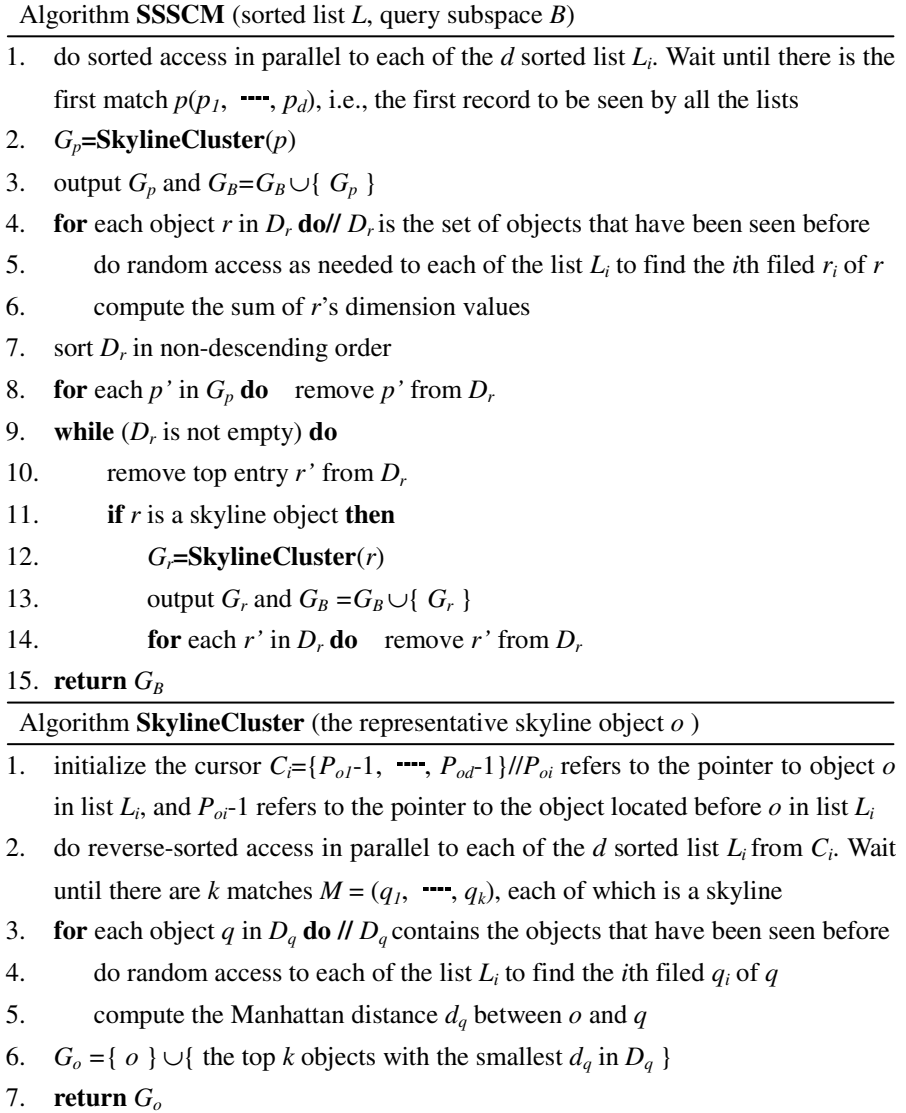 Algorithm SSSCM (sorted list L, query subspace B)
1. do sorted access in parallel to each of the d sorted list Li. Wait until there is the
first match p(p1, ----, pd), i.e., the first record to be seen by all the lists
2. Gp=SkylineCluster(p)
3. output Gp and GB=GB∪{ Gp }
4. for each object r in Dr do// Dr is the set of objects that have been seen before
5. do random access as needed to each of the list Li to find the ith filed ri of r
6. compute the sum of r's dimension values
7. sort Dr in non-descending order
8. for each p' in Gp do remove p' from Dr
9. while (Dr is not empty) do
10. remove top entry r' from Dr
11. if r is a skyline object then
12. Gr=SkylineCluster(r)
13. output Gr and GB =GB∪{ Gr }
14. for each r' in Dr do remove r' from Dr
15. return GB
Algorithm SkylineCluster (the representative skyline object o )
1. initialize the cursor Ci={Po1-1, ----, Pod-1}//Poi refers to the pointer to object o
in list Li, and Poi-1 refers to the pointer to the object located before o in list Li
2. do reverse-sorted access in parallel to each of the d sorted list Li from Ci. Wait
until there are k matches M = (q1, ----, qk), each of which is a skyline
3. for each object q in Dq do // Dq contains the objects that have been seen before
4. do random access to each of the list Li to find the ith filed qi of q
5. compute the Manhattan distance dq between o and q
6. Go ={ o } ∪{ the top k objects with the smallest dq in Dq }
7. return Go